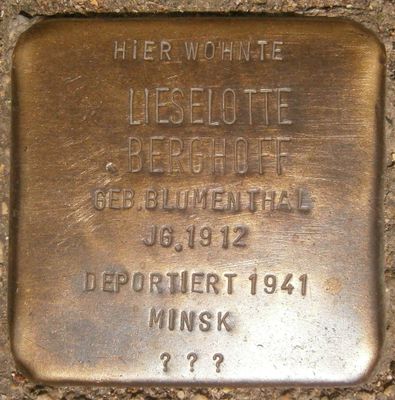 HIER WOHNTE
LIESELOTTE
BERGHOFF
GEB. BLUMENTHAL
JG. 1912
DEPORTIERT 1941
MINSK
? ? ?